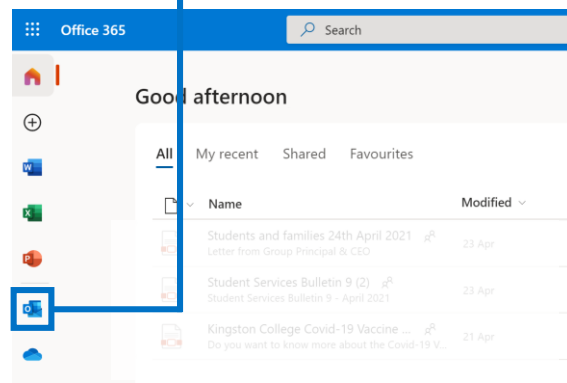 Office 365
Search
Good afternoon
All My recent Shared Favourites
Name Modified
Students and families 24th April 2021 23 Apr
Letter from Group Principal & CEO
Student Services Bulletin 9 (2) 23 Apr
Student Services Bulletin 9 - April 2021
Kingston College Covid-19 Vaccine ... 21 Apr
Do you want to know more about the Covid-19 V...